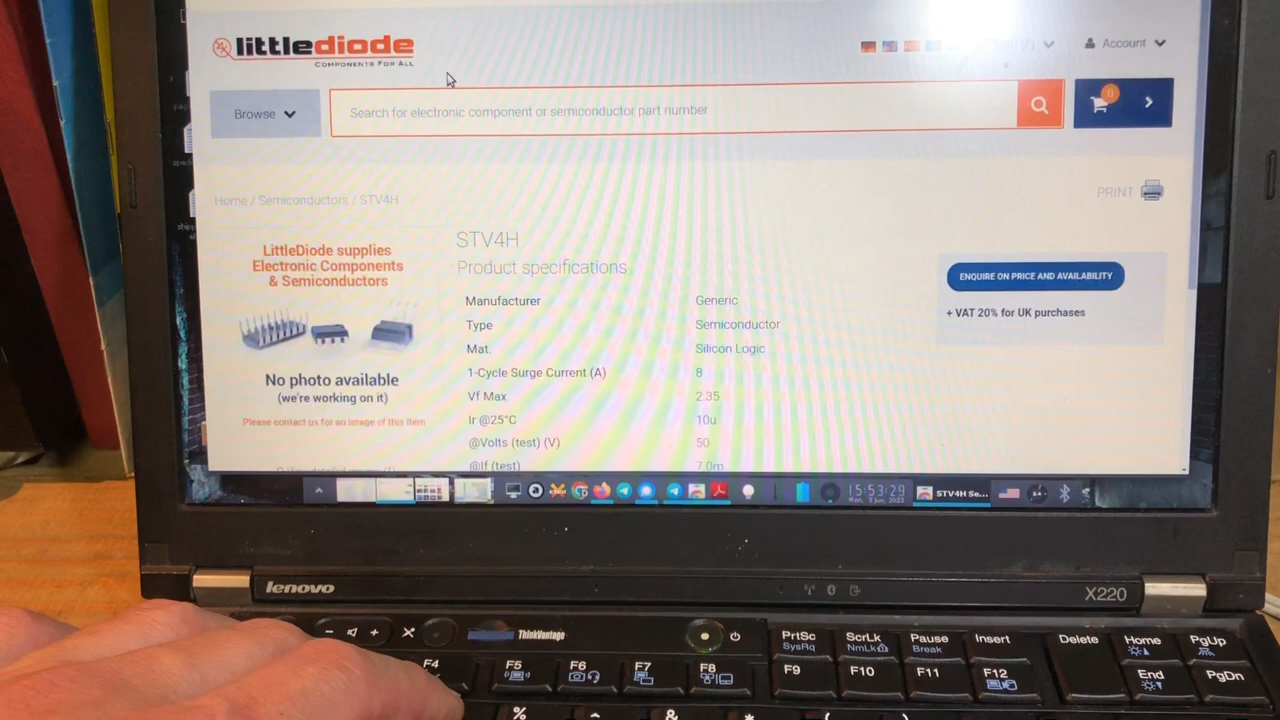 littlediode
COMPONENTS FOR ALL
Account
Browse
Search for electronic component or semiconductor part number
0
PRINT
Home / Semiconductors / STV4H
LittleDiode supplies
Electronic Components
& Semiconductors
No photo available
(we're working on it)
Please contact us for an image of this item
STV4H
Product specifications
Manufacturer Generic
Type Semiconductor
Mat. Silicon Logic
1-Cycle Surge Current (A) 8
Vf Max. 2.35
Ir @25°C 10u
@Volts (test) (V) 50
@If (test) 7.0m
ENQUIRE ON PRICE AND AVAILABILITY
+ VAT 20% for UK purchases
15:53:29
STV4H Se...
lenovo
X220
ThinkVantage
PrtSc
SysRq
ScrLk
NmLk
Pause
Break
Insert
Delete
Home
PgUp
F4
F5
F6
F7
F8
F9
F10
F11
F12
End
PgDn
%
&
*
(
)